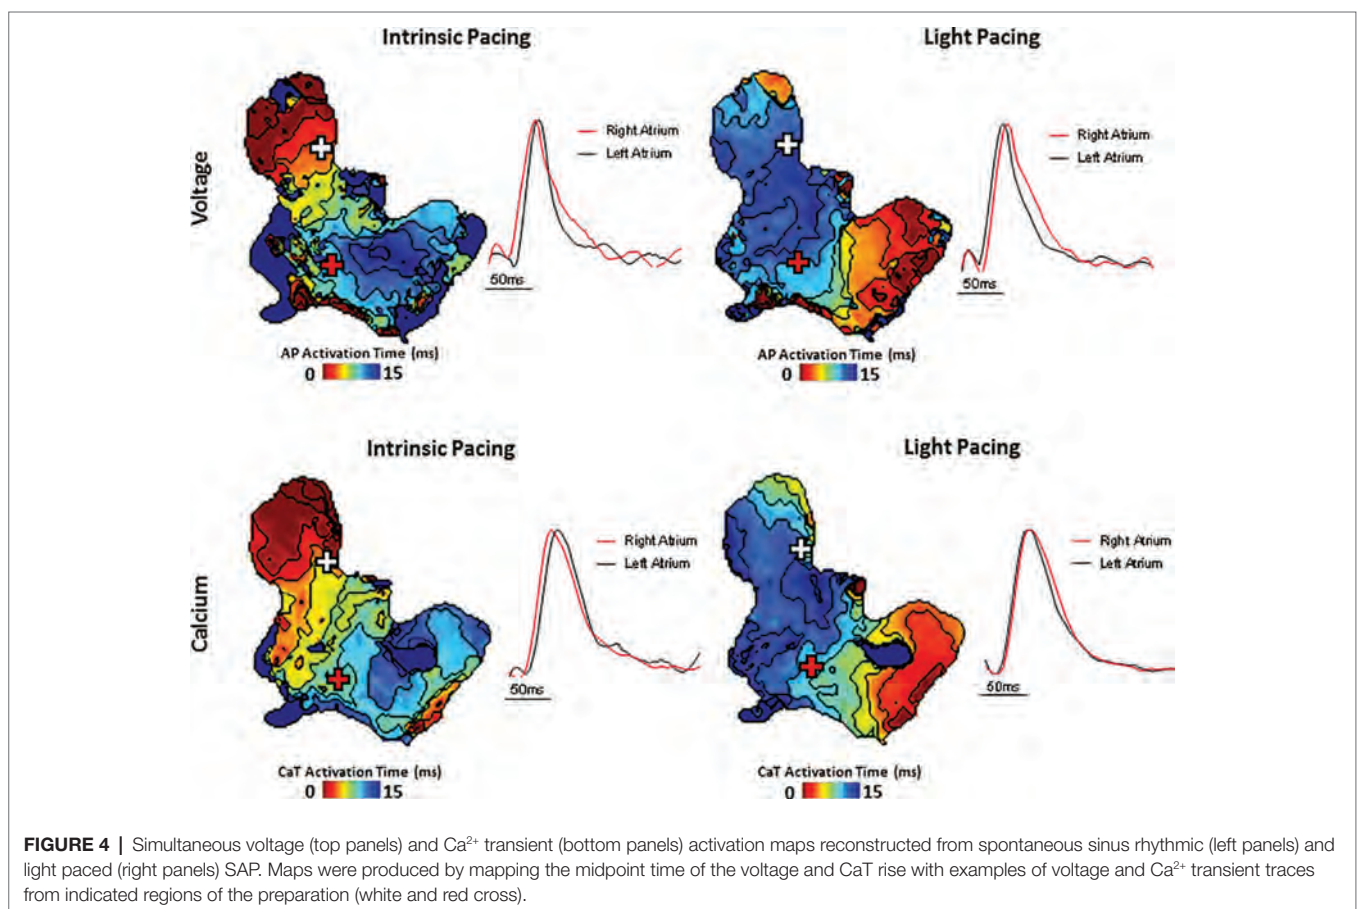 Intrinsic Pacing
Light Pacing
Voltage
Right Atrium
Left Atrium
50ms
AP Activation Time (ms)
0 15
Right Atrium
Left Atrium
50ms
AP Activation Time (ms)
0 15
Intrinsic Pacing
Light Pacing
Calcium
Right Atrium
Left Atrium
50ms
CaT Activation Time (ms)
0 15
Right Atrium
Left Atrium
50ms
CaT Activation Time (ms)
0 15
FIGURE 4 | Simultaneous voltage (top panels) and Ca²⁺ transient (bottom panels) activation maps reconstructed from spontaneous sinus rhythmic (left panels) and
light paced (right panels) SAP. Maps were produced by mapping the midpoint time of the voltage and CaT rise with examples of voltage and Ca²⁺ transient traces
from indicated regions of the preparation (white and red cross).